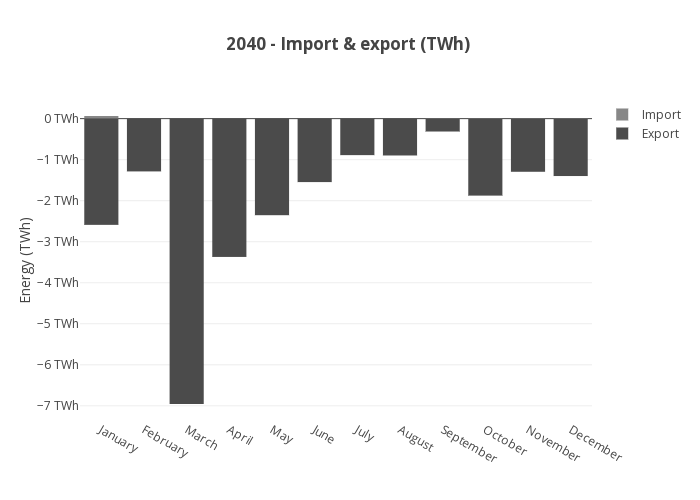 2040 - Import & export (TWh)
Import
Export
Energy (TWh)
0 TWh
−1 TWh
−2 TWh
−3 TWh
−4 TWh
−5 TWh
−6 TWh
−7 TWh
January
February
March
April
May
June
July
August
September
October
November
December